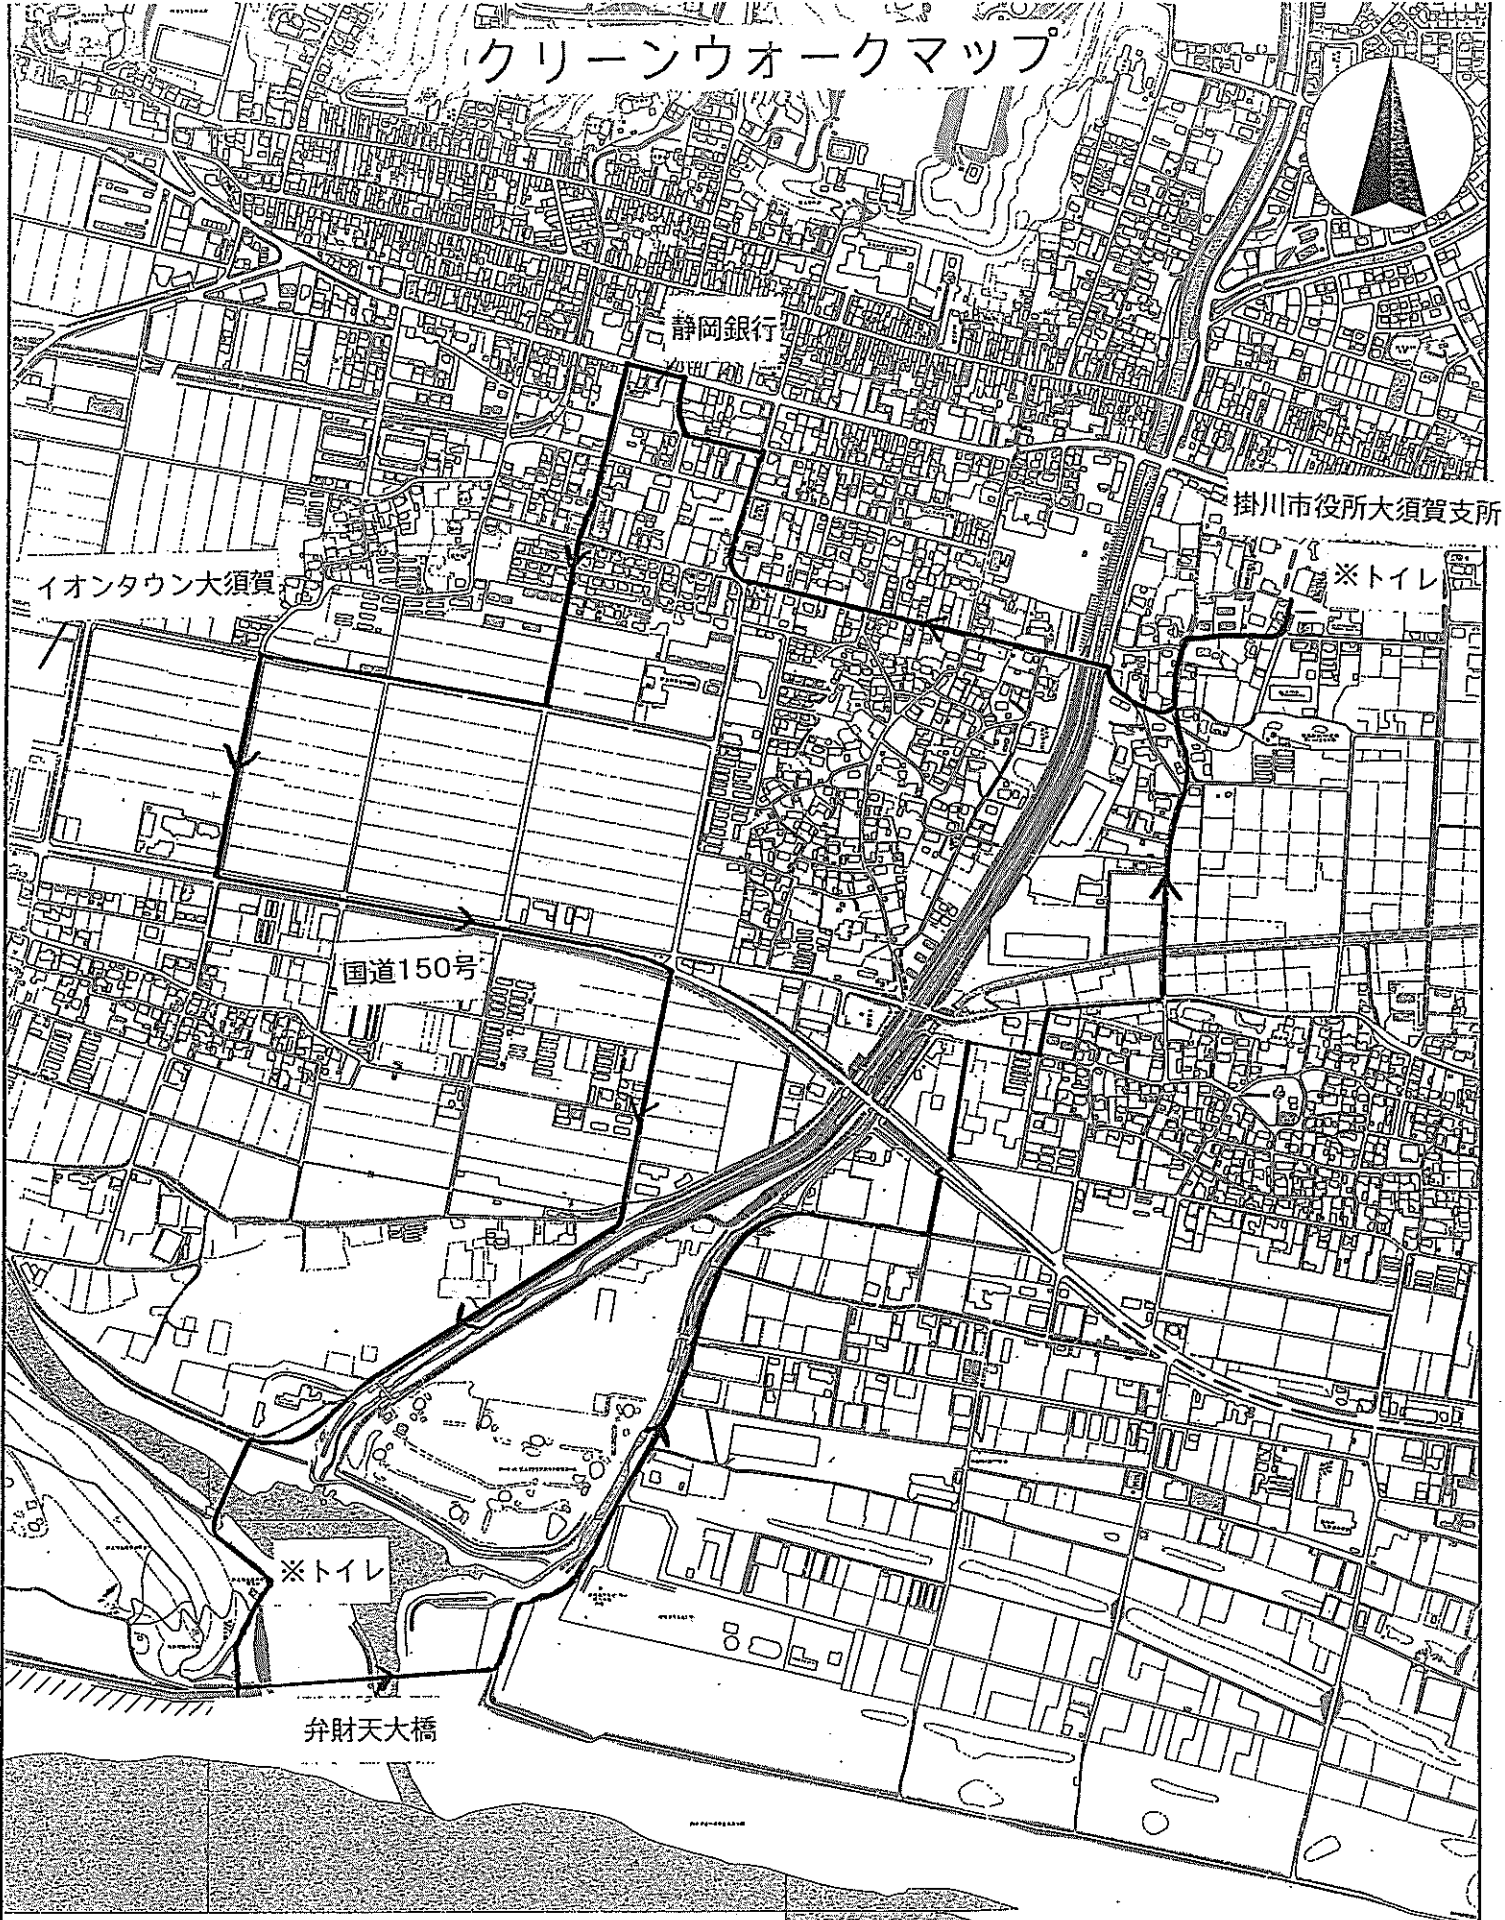 クリーンウォークマップ
静岡銀行
掛川市役所大須賀支所
※トイレ
イオンタウン大須賀
国道150号
※トイレ
弁財天大橋